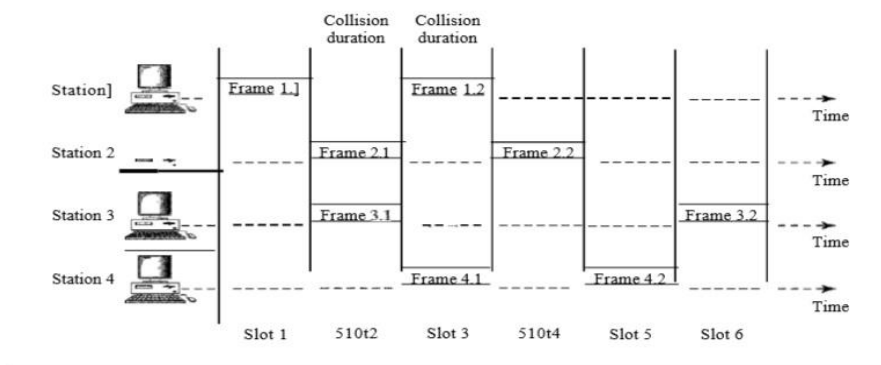 Collision Collision
duration duration
Station] Frame 1.] Frame 1.2
Time
Station 2 Frame 2.1 Frame 2.2
Time
Station 3 Frame 3.1 Frame 3.2
Time
Station 4 Frame 4.1 Frame 4.2
Time
Slot 1 510t2 Slot 3 510t4 Slot 5 Slot 6